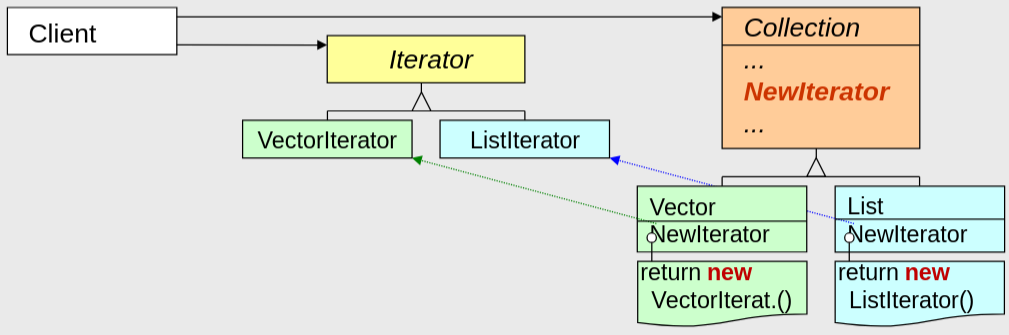 Client
Collection
Iterator
...
NewIterator
...
VectorIterator
ListIterator
Vector
NewIterator
List
NewIterator
return new
VectorIterat.()
return new
ListIterator()